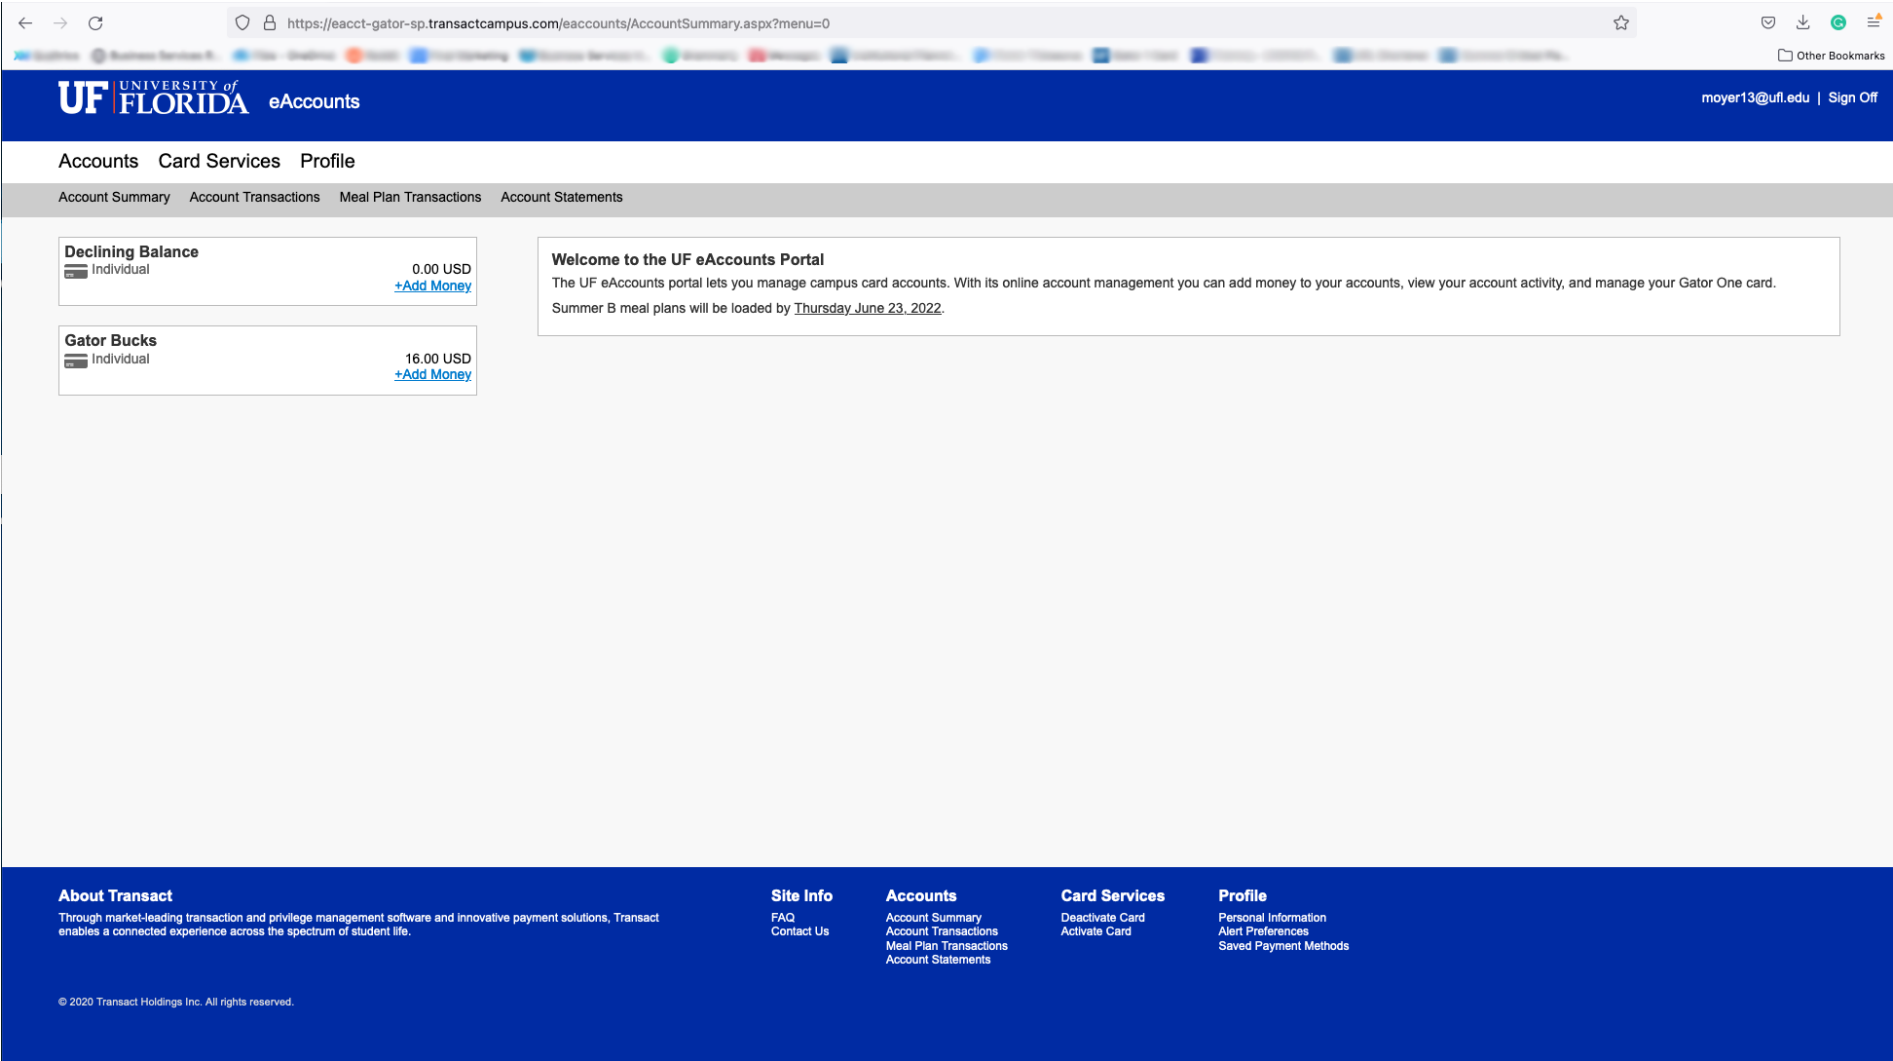 https://eacct-gator-sp.transactcampus.com/eaccounts/AccountSummary.aspx?menu=0
Other Bookmarks
UF UNIVERSITY of FLORIDA eAccounts
moyer13@ufl.edu | Sign Off
Accounts Card Services Profile
Account Summary Account Transactions Meal Plan Transactions Account Statements
Declining Balance
Individual 0.00 USD
+Add Money
Gator Bucks
Individual 16.00 USD
+Add Money
Welcome to the UF eAccounts Portal
The UF eAccounts portal lets you manage campus card accounts. With its online account management you can add money to your accounts, view your account activity, and manage your Gator One card.
Summer B meal plans will be loaded by Thursday June 23, 2022.
About Transact
Through market-leading transaction and privilege management software and innovative payment solutions, Transact
enables a connected experience across the spectrum of student life.
Site Info
FAQ
Contact Us
Accounts
Account Summary
Account Transactions
Meal Plan Transactions
Account Statements
Card Services
Deactivate Card
Activate Card
Profile
Personal Information
Alert Preferences
Saved Payment Methods
© 2020 Transact Holdings Inc. All rights reserved.